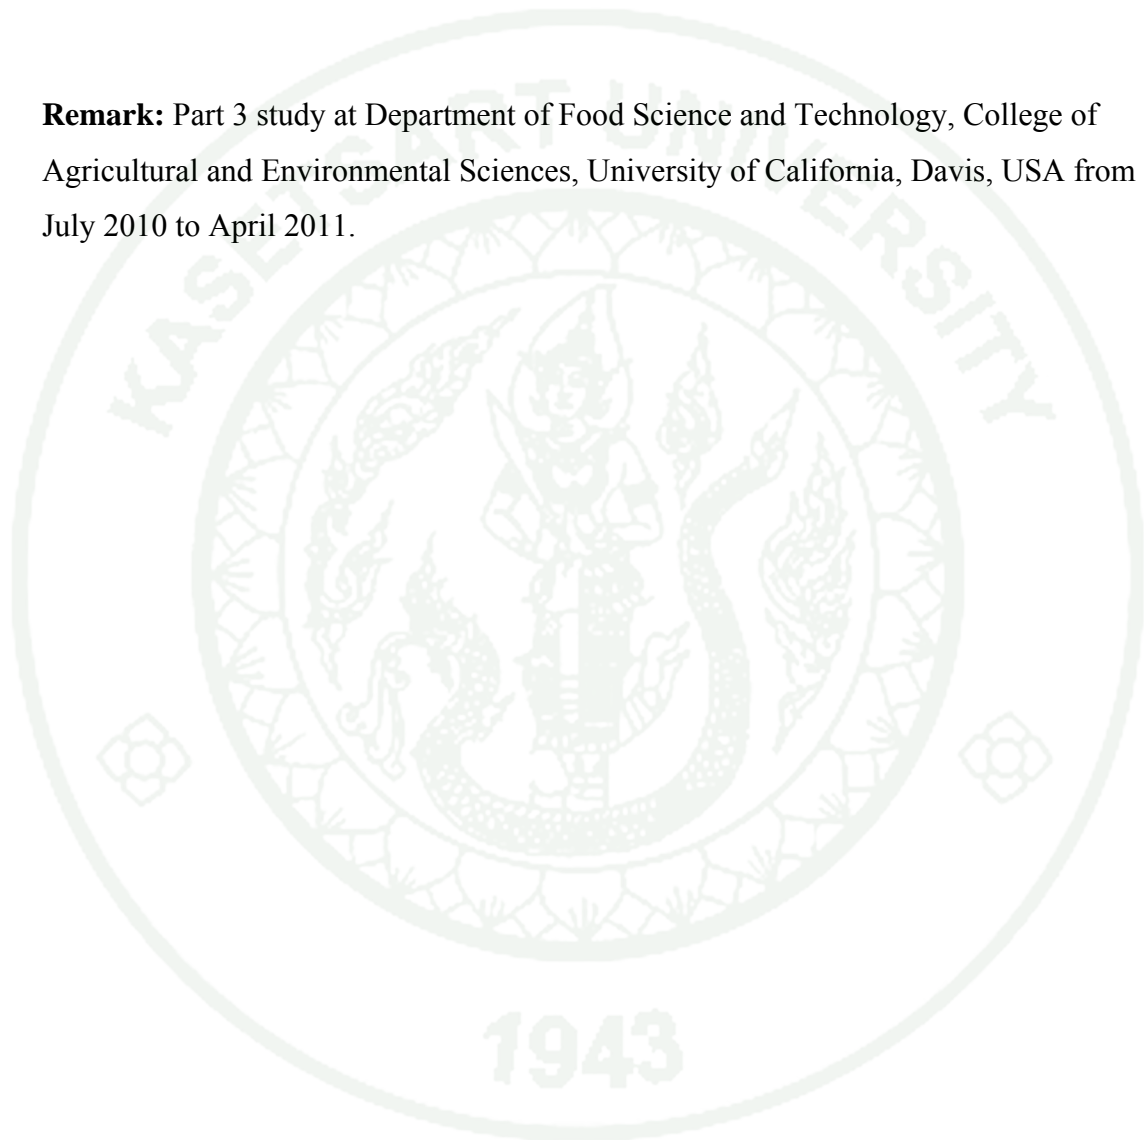 Remark: Part 3 study at Department of Food Science and Technology, College of
Agricultural and Environmental Sciences, University of California, Davis, USA from
July 2010 to April 2011.
KASETSART UNIVERSITY
1943